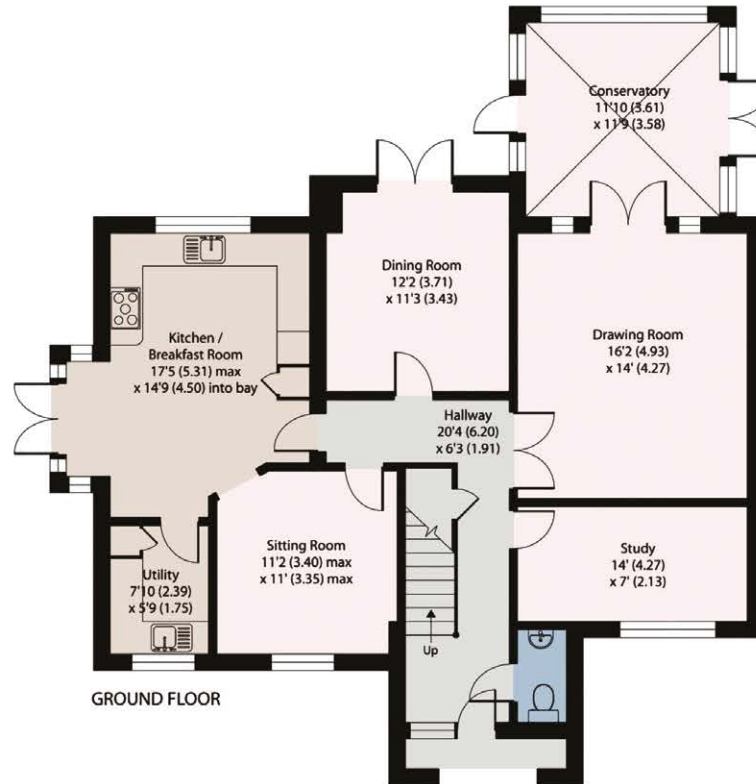 Conservatory
11'10 (3.61)
x 11'9 (3.58)
Dining Room
12'2 (3.71)
x 11'3 (3.43)
Kitchen /
Breakfast Room
17'5 (5.31) max
x 14'9 (4.50) into bay
Drawing Room
16'2 (4.93)
x 14' (4.27)
Hallway
20'4 (6.20)
x 6'3 (1.91)
Sitting Room
11'2 (3.40) max
x 11' (3.35) max
Study
14' (4.27)
x 7' (2.13)
Utility
7'10 (2.39)
x 5'9 (1.75)
Up
GROUND FLOOR